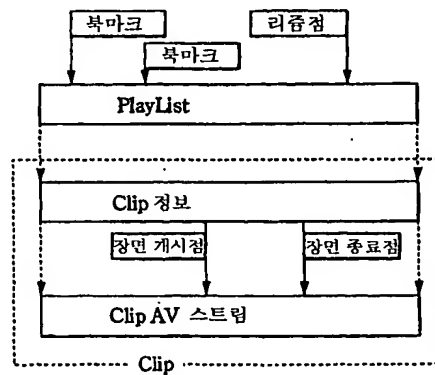 북마크
리쥼점
북마크
PlayList
Clip 정보
장면 개시점
장면 종료점
Clip AV 스트림
Clip